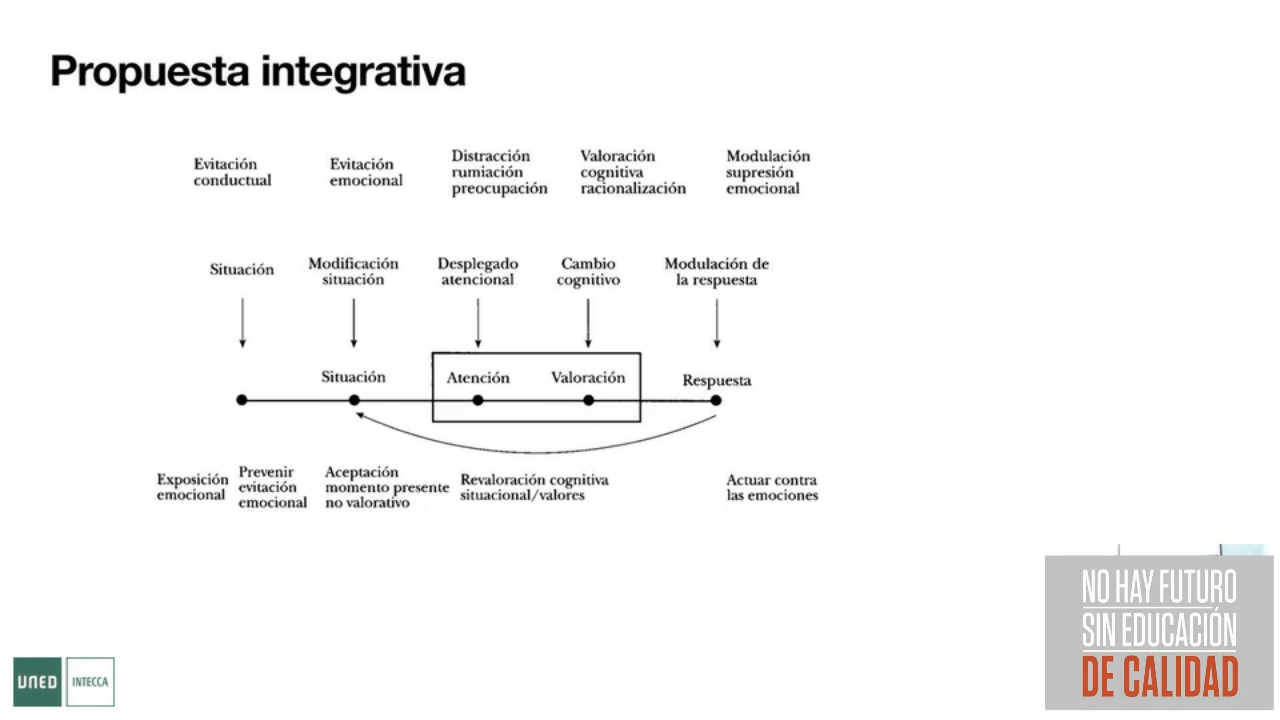 Propuesta integrativa
Evitación
conductual
Evitación
emocional
Distracción
rumiación
preocupación
Valoración
cognitiva
racionalización
Modulación
supresión
emocional
Situación
Modificación
situación
Desplegado
atencional
Cambio
cognitivo
Modulación de
la respuesta
Situación
Atención
Valoración
Respuesta
Exposición
emocional
Prevenir
evitación
emocional
Aceptación
momento presente
no valorativo
Revaloración cognitiva
situacional/valores
Actuar contra
las emociones
NO HAY FUTURO
SIN EDUCACIÓN
DE CALIDAD
UNED
INTECCA